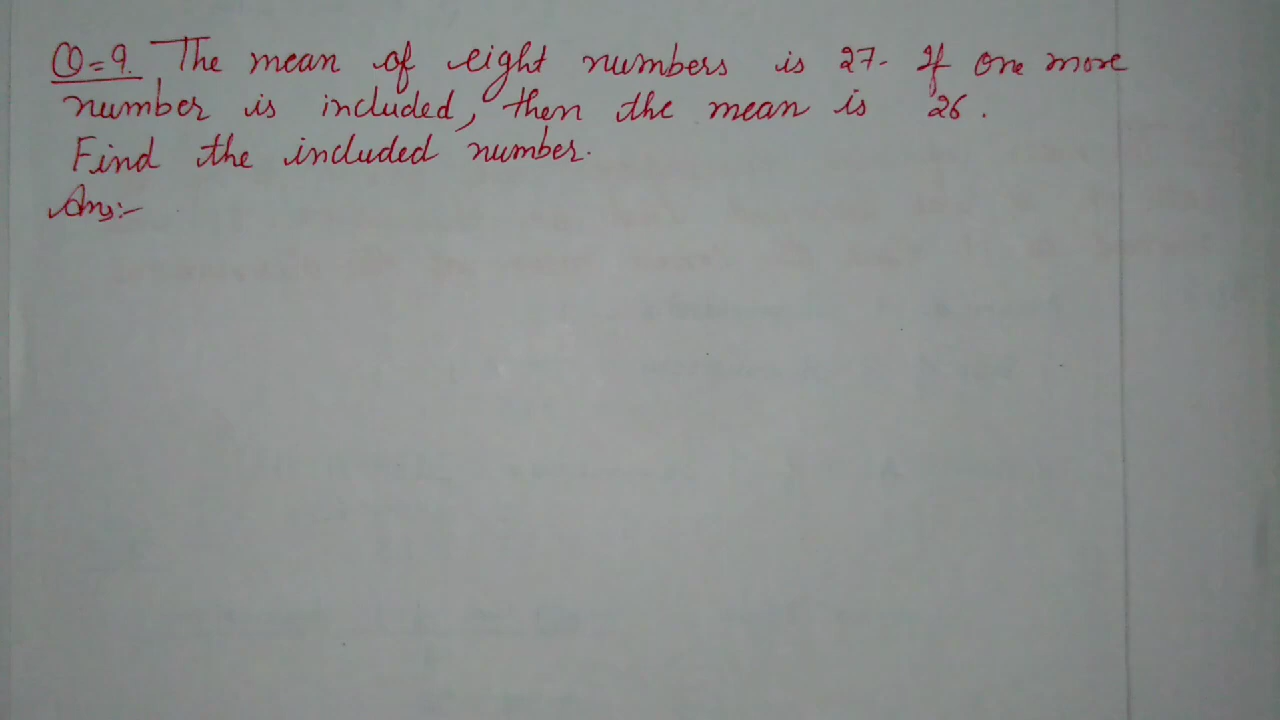 Q=9. The mean of eight numbers is 27. If one more
number is included, then the mean is 26.
Find the included number.
Ans:-